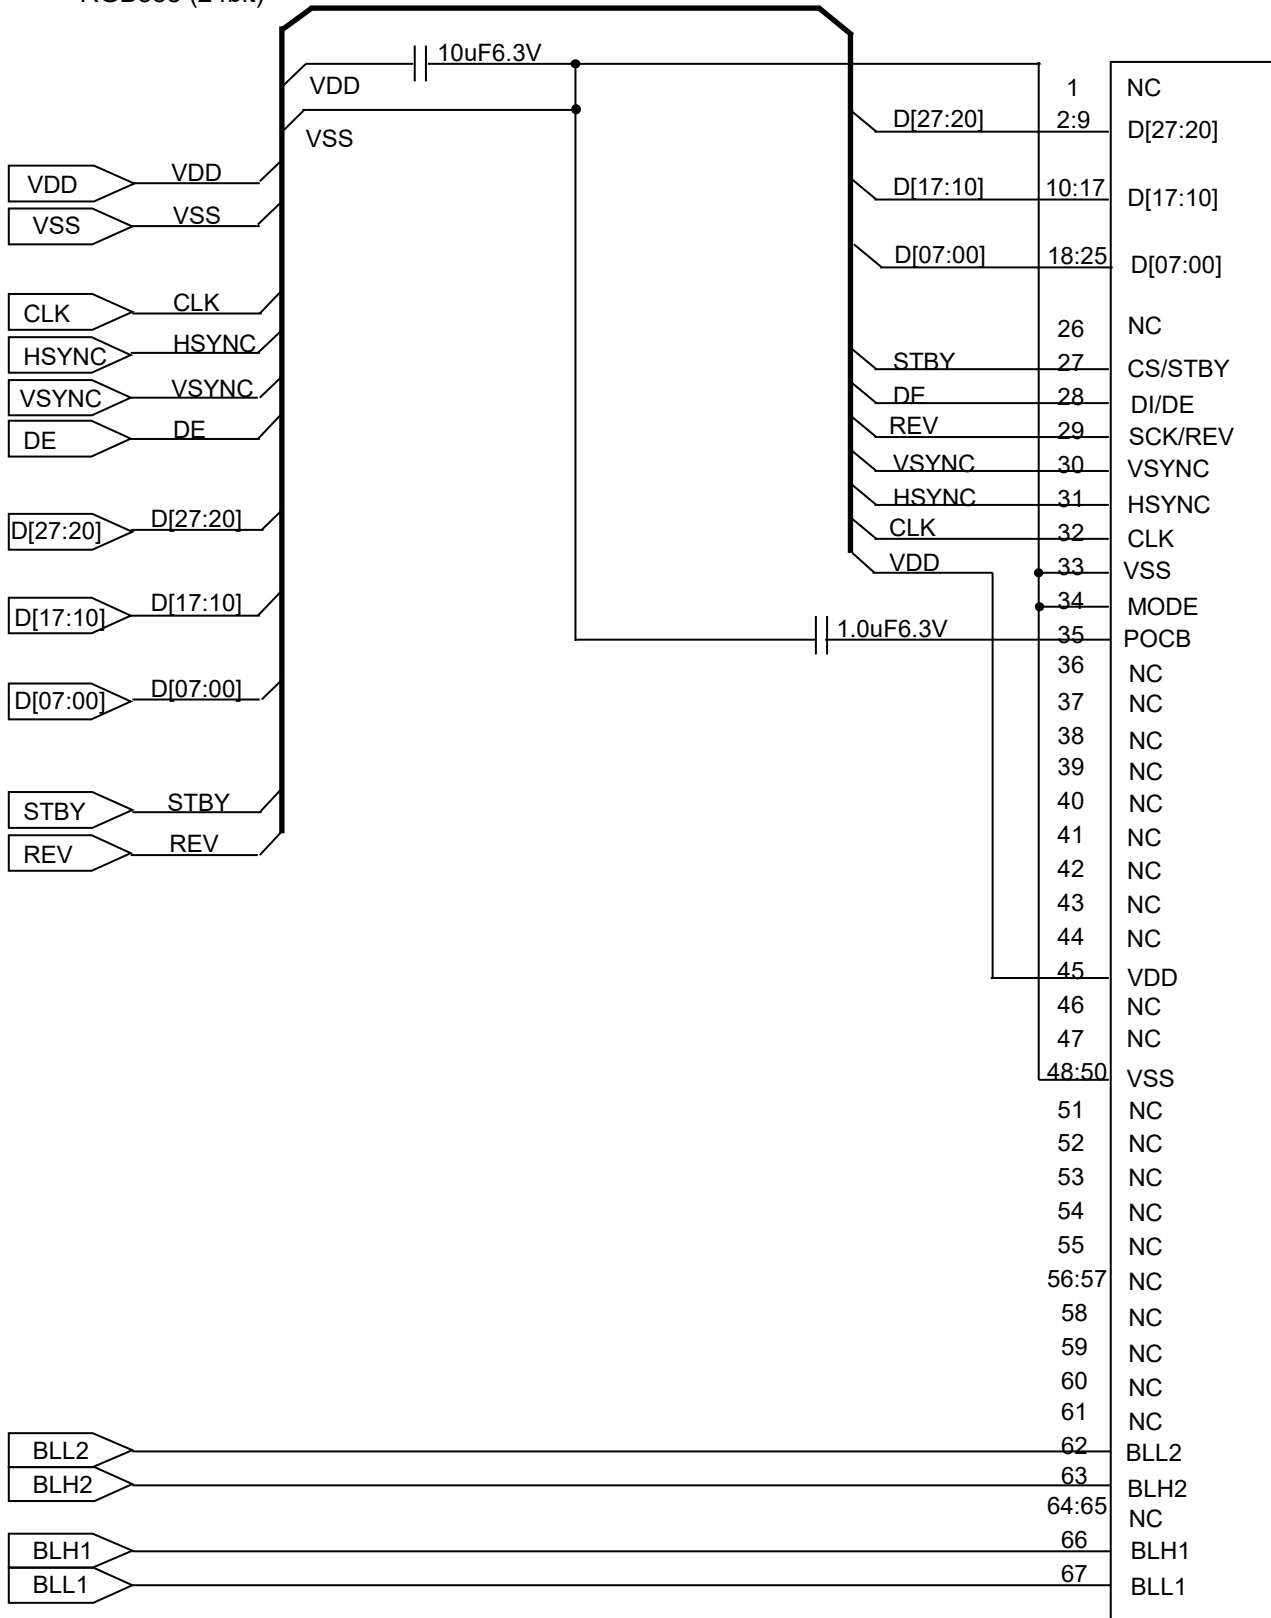 10uF6.3V
VDD
VSS
VDD VDD
VSS VSS
CLK CLK
HSYNC HSYNC
VSYNC VSYNC
DE DE
D[27:20] D[27:20]
D[17:10] D[17:10]
D[07:00] D[07:00]
STBY STBY
REV REV
1.0uF6.3V
1 NC
D[27:20] 2:9 D[27:20]
D[17:10] 10:17 D[17:10]
D[07:00] 18:25 D[07:00]
26 NC
STBY 27 CS/STBY
DE 28 DI/DE
REV 29 SCK/REV
VSYNC 30 VSYNC
HSYNC 31 HSYNC
CLK 32 CLK
VDD 33 VSS
34 MODE
35 POCB
36 NC
37 NC
38 NC
39 NC
40 NC
41 NC
42 NC
43 NC
44 NC
45 VDD
46 NC
47 NC
48:50 VSS
51 NC
52 NC
53 NC
54 NC
55 NC
56:57 NC
58 NC
59 NC
60 NC
61 NC
BLL2 62 BLL2
BLH2 63 BLH2
64:65 NC
BLH1 66 BLH1
BLL1 67 BLL1